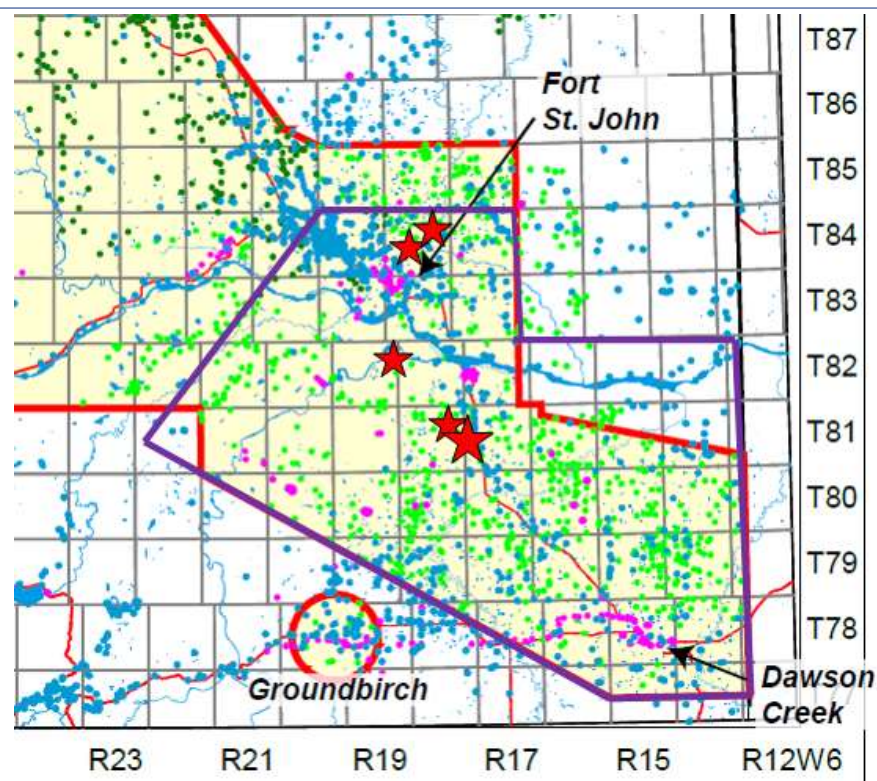 T87
T86
T85
T84
T83
T82
T81
T80
T79
T78
Fort
St. John
Groundbirch
Dawson
Creek
R23
R21
R19
R17
R15
R12W6